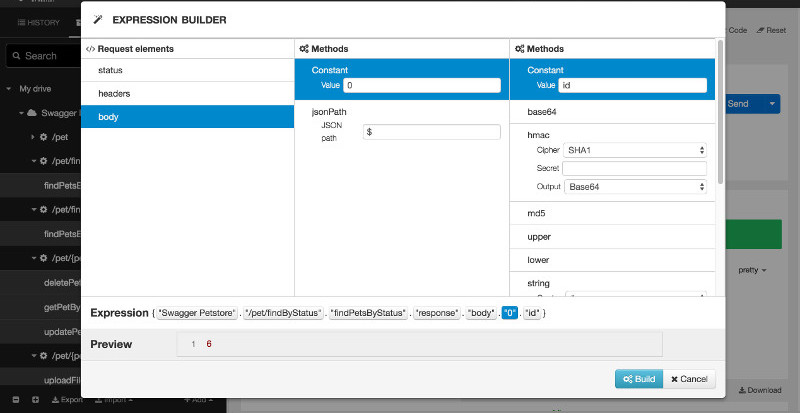 EXPRESSION BUILDER
HISTORY
Code
Reset
Search
My drive
Swagger
/pet
/pet/fin
findPetsB
/pet/fin
findPetsB
/pet/{pe
deletePet
getPetBy
updatePe
/pet/{pe
uploadFil
Import
Add
Request elements
status
headers
body
Methods
Constant
Value 0
jsonPath
JSON
path $
Methods
Constant
Value id
base64
hmac
Cipher SHA1
Secret
Output Base64
md5
upper
lower
string
Send
pretty
Expression { "Swagger Petstore" . "/pet/findByStatus" . "findPetsByStatus" . "response" . "body" . "0" . "id" }
Preview 1 6
Build
Cancel
Download